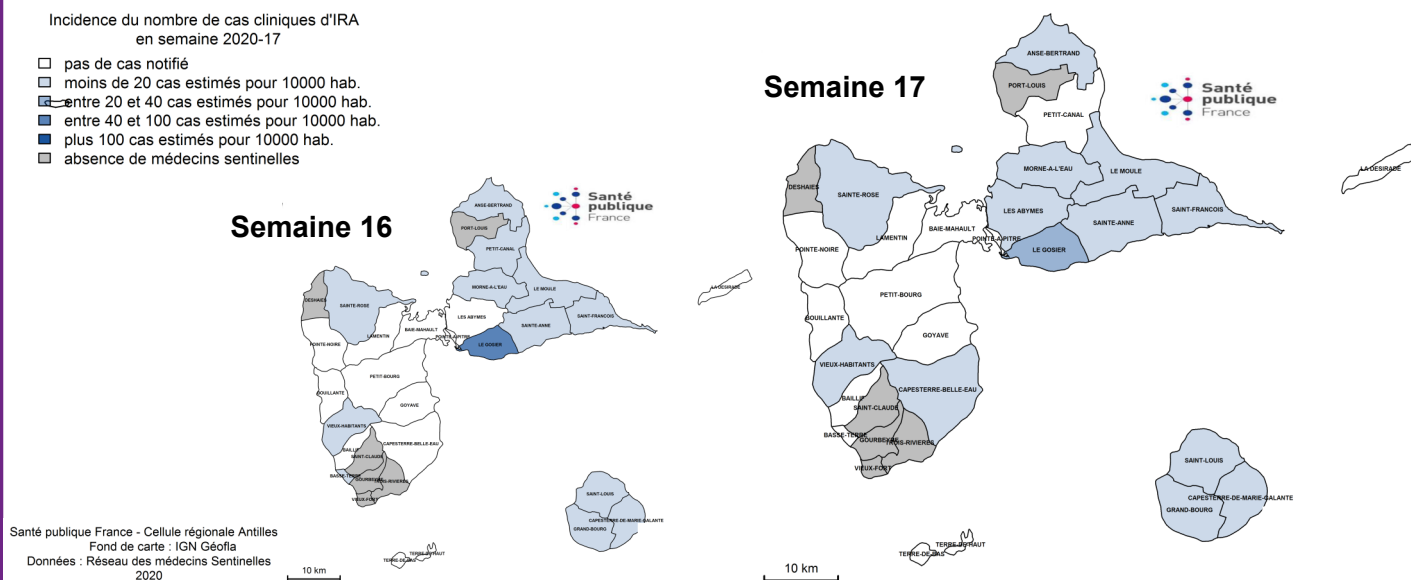 Incidence du nombre de cas cliniques d'IRA
en semaine 2020-17
pas de cas notifié
moins de 20 cas estimés pour 10000 hab.
entre 20 et 40 cas estimés pour 10000 hab.
entre 40 et 100 cas estimés pour 10000 hab.
plus 100 cas estimés pour 10000 hab.
absence de médecins sentinelles
Semaine 16
Santé
publique
France
ANSE-BERTRAND
PORT-LOUIS
PETIT-CANAL
MORNE-A-L'EAU
LE MOULE
LES ABYMES
SAINTE-ANNE
SAINT-FRANCOIS
LE GOSIER
POINTE-A-PITRE
BAIE-MAHAULT
LAMENTIN
SAINTE-ROSE
DESHAIES
POINTE-NOIRE
PETIT-BOURG
BOUILLANTE
GOYAVE
VIEUX-HABITANTS
CAPESTERRE-BELLE-EAU
BAILLIF
SAINT-CLAUDE
BASSE-TERRE
GOURBEYRE
TROIS-RIVIERES
VIEUX-FORT
LA DESIRADE
SAINT-LOUIS
CAPESTERRE-DE-MARIE-GALANTE
GRAND-BOURG
TERRE-DE-HAUT
TERRE-DE-BAS
10 km
Santé publique France - Cellule régionale Antilles
Fond de carte : IGN Géofla
Données : Réseau des médecins Sentinelles
2020
Semaine 17
Santé
publique
France
ANSE-BERTRAND
PORT-LOUIS
PETIT-CANAL
MORNE-A-L'EAU
LE MOULE
LA DESIRADE
DESHAIES
SAINTE-ROSE
LES ABYMES
SAINT-FRANCOIS
SAINTE-ANNE
LAMENTIN
BAIE-MAHAULT
POINTE-A-PITRE
LE GOSIER
POINTE-NOIRE
PETIT-BOURG
BOUILLANTE
GOYAVE
VIEUX-HABITANTS
CAPESTERRE-BELLE-EAU
BAILLIF
SAINT-CLAUDE
BASSE-TERRE
GOURBEYRE
TROIS-RIVIERES
VIEUX-FORT
SAINT-LOUIS
CAPESTERRE-DE-MARIE-GALANTE
GRAND-BOURG
TERRE-DE-HAUT
TERRE-DE-BAS
10 km